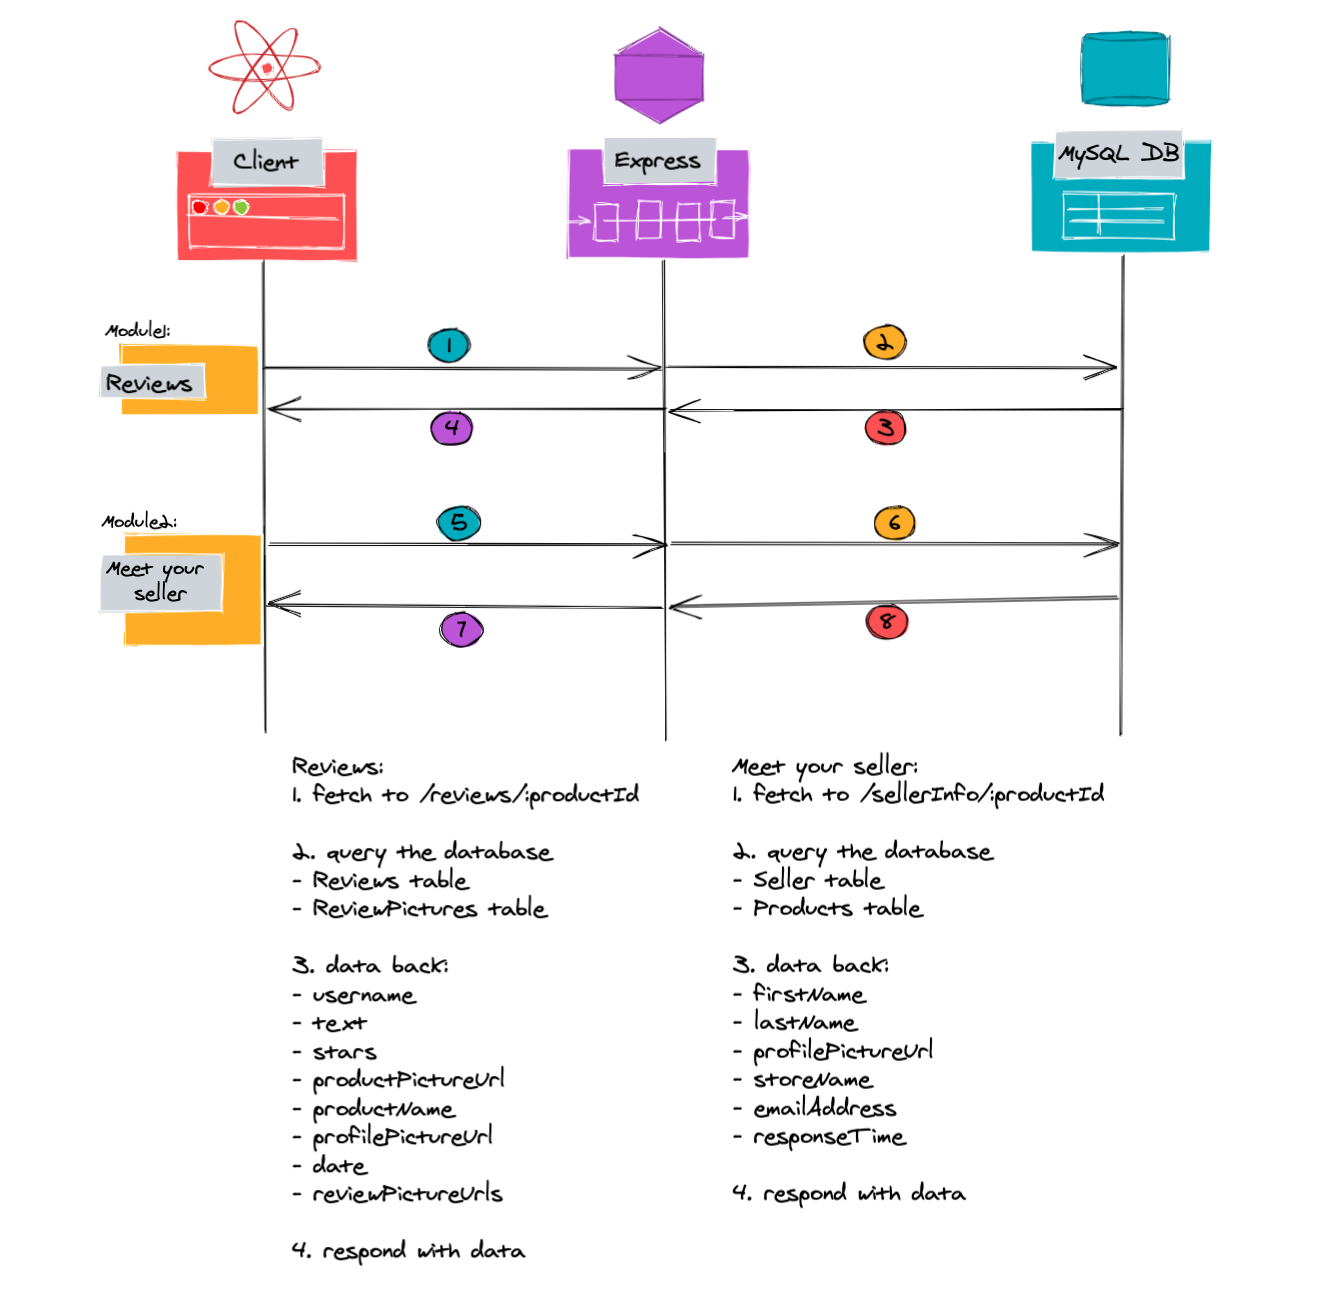 Client
Express
MySQL DB
Module1:
1
2
Reviews
4
3
Module2:
5
6
Meet your
seller
7
8
Reviews:
1. fetch to /reviews/:productId
2. query the database
- Reviews table
- ReviewPictures table
3. data back:
- username
- text
- stars
- productPictureUrl
- productName
- profilePictureUrl
- date
- reviewPictureUrls
4. respond with data
Meet your seller:
1. fetch to /sellerInfo/:productId
2. query the database
- Seller table
- Products table
3. data back:
- firstName
- lastName
- profilePictureUrl
- storeName
- emailAddress
- responseTime
4. respond with data